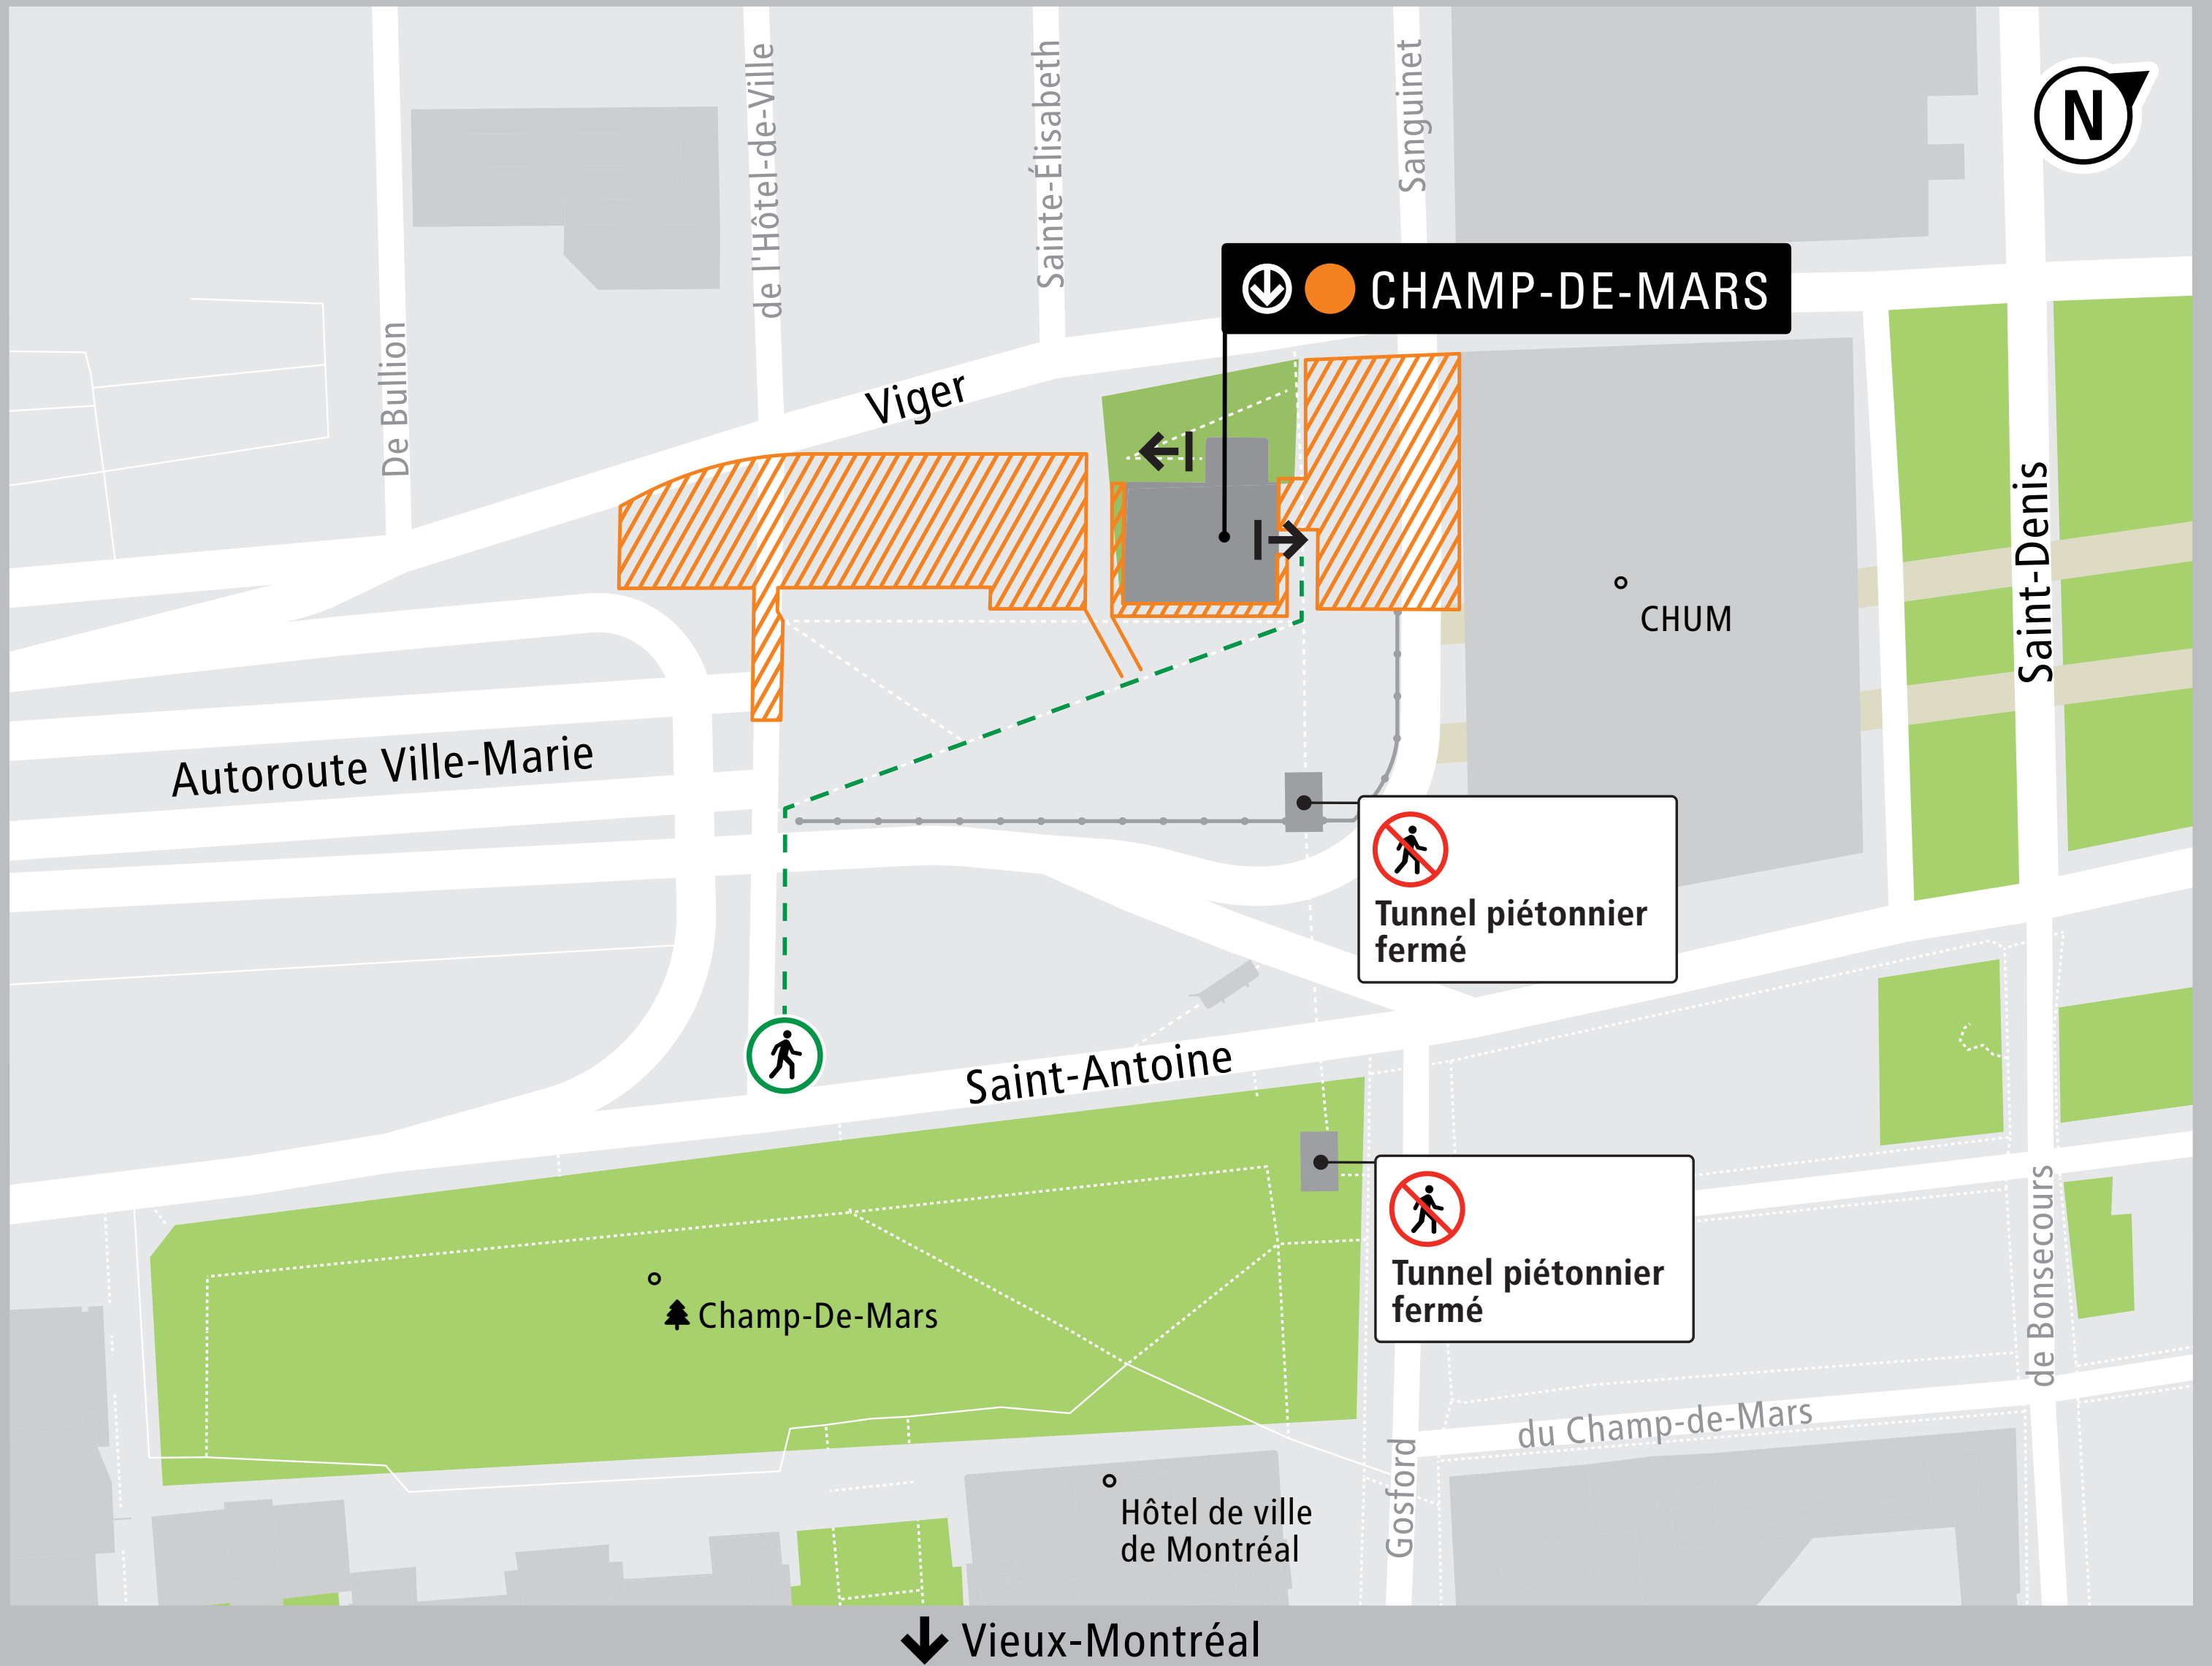 de l'Hôtel-de-Ville
Sainte-Élisabeth
Sanguinet
N
CHAMP-DE-MARS
De Bullion
Viger
Saint-Denis
CHUM
Autoroute Ville-Marie
Tunnel piétonnier
fermé
Saint-Antoine
Tunnel piétonnier
fermé
de Bonsecours
Champ-De-Mars
du Champ-de-Mars
Gosford
Hôtel de ville
de Montréal
Vieux-Montréal